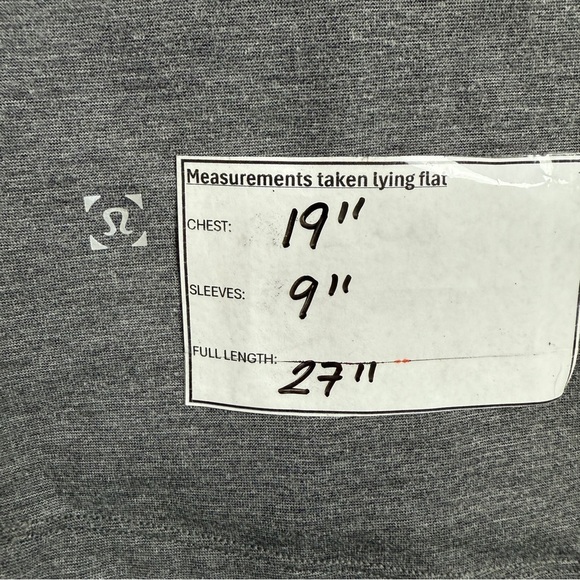 Measurements taken lying flat
CHEST: 19"
SLEEVES: 9"
FULL LENGTH: 27"